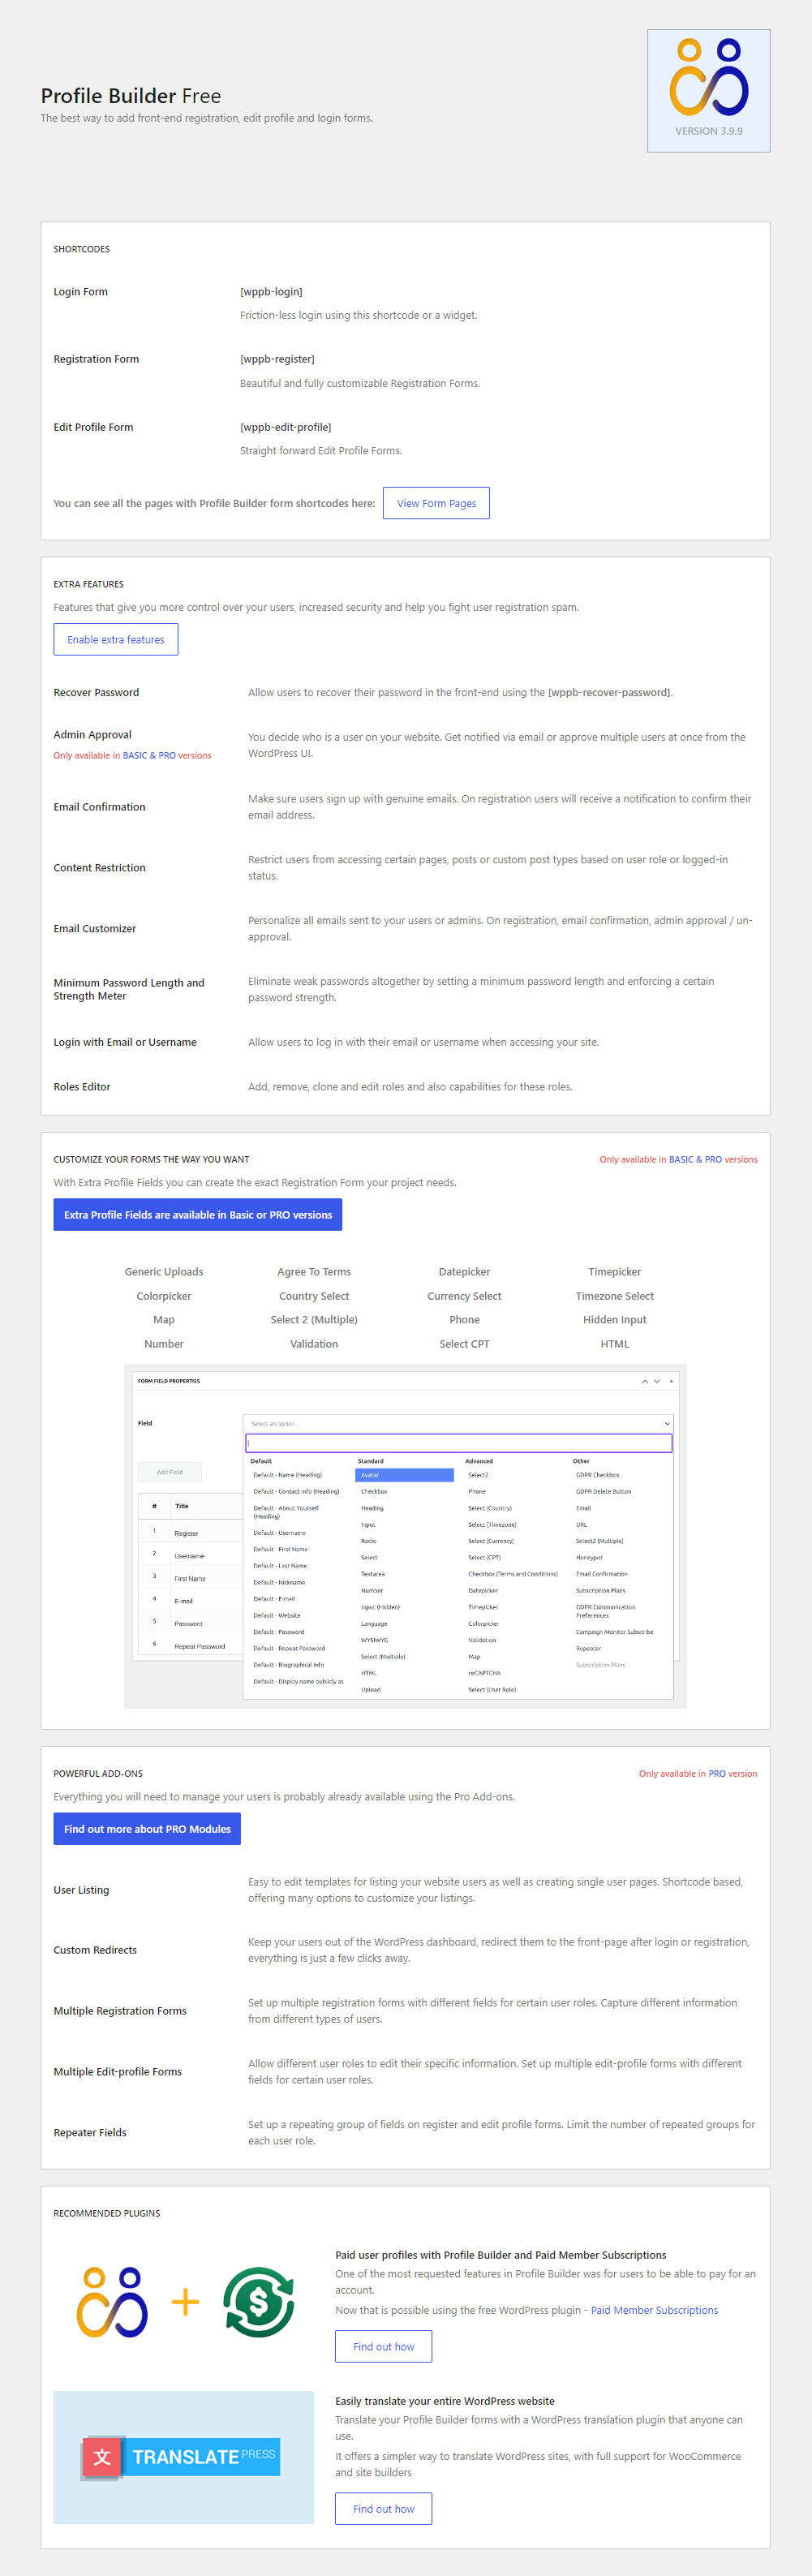 Profile Builder Free
The best way to add front-end registration, edit profile and login forms.
VERSION 3.9.9
SHORTCODES
Login Form
[wppb-login]
Friction-less login using this shortcode or a widget.
Registration Form
[wppb-register]
Beautiful and fully customizable Registration Forms.
Edit Profile Form
[wppb-edit-profile]
Straight forward Edit Profile Forms.
You can see all the pages with Profile Builder form shortcodes here:
View Form Pages
EXTRA FEATURES
Features that give you more control over your users, increased security and help you fight user registration spam.
Enable extra features
Recover Password
Allow users to recover their password in the front-end using the [wppb-recover-password].
Admin Approval
Only available in BASIC & PRO versions
You decide who is a user on your website. Get notified via email or approve multiple users at once from the
WordPress UI.
Email Confirmation
Make sure users sign up with genuine emails. On registration users will receive a notification to confirm their
email address.
Content Restriction
Restrict users from accessing certain pages, posts or custom post types based on user role or logged-in
status.
Email Customizer
Personalize all emails sent to your users or admins. On registration, email confirmation, admin approval / un-
approval.
Minimum Password Length and
Strength Meter
Eliminate weak passwords altogether by setting a minimum password length and enforcing a certain
password strength.
Login with Email or Username
Allow users to log in with their email or username when accessing your site.
Roles Editor
Add, remove, clone and edit roles and also capabilities for these roles.
CUSTOMIZE YOUR FORMS THE WAY YOU WANT
Only available in BASIC & PRO versions
With Extra Profile Fields you can create the exact Registration Form your project needs.
Extra Profile Fields are available in Basic or PRO versions
Generic Uploads
Agree To Terms
Datepicker
Timepicker
Colorpicker
Country Select
Currency Select
Timezone Select
Map
Select 2 (Multiple)
Phone
Hidden Input
Number
Validation
Select CPT
HTML
FORM FIELD PROPERTIES
Field
Select an option
Add Field
# Title
1 Register
2 Username
3 First Name
4 E-mail
5 Password
6 Repeat Password
Default
Default - Name (Heading)
Default - Contact Info (Heading)
Default - About Yourself
(Heading)
Default - Username
Default - First Name
Default - Last Name
Default - Nickname
Default - E-mail
Default - Website
Default - Password
Default - Repeat Password
Default - Biographical Info
Default - Display name publicly as
Standard
Avatar
Checkbox
Heading
Input
Radio
Select
Textarea
Number
Input (Hidden)
Language
WYSIWYG
Select (Multiple)
HTML
Upload
Advanced
Select2
Phone
Select (Country)
Select (Timezone)
Select (Currency)
Select (CPT)
Checkbox (Terms and Conditions)
Datepicker
Timepicker
Colorpicker
Validation
Map
reCAPTCHA
Select (User Role)
Other
GDPR Checkbox
GDPR Delete Button
Email
URL
Select2 (Multiple)
Honeypot
Email Confirmation
Subscription Plans
GDPR Communication
Preferences
Campaign Monitor Subscribe
Repeater
Subscription Plans
POWERFUL ADD-ONS
Only available in PRO version
Everything you will need to manage your users is probably already available using the Pro Add-ons.
Find out more about PRO Modules
User Listing
Easy to edit templates for listing your website users as well as creating single user pages. Shortcode based,
offering many options to customize your listings.
Custom Redirects
Keep your users out of the WordPress dashboard, redirect them to the front-page after login or registration,
everything is just a few clicks away.
Multiple Registration Forms
Set up multiple registration forms with different fields for certain user roles. Capture different information
from different types of users.
Multiple Edit-profile Forms
Allow different user roles to edit their specific information. Set up multiple edit-profile forms with different
fields for certain user roles.
Repeater Fields
Set up a repeating group of fields on register and edit profile forms. Limit the number of repeated groups for
each user role.
RECOMMENDED PLUGINS
Paid user profiles with Profile Builder and Paid Member Subscriptions
One of the most requested features in Profile Builder was for users to be able to pay for an
account.
Now that is possible using the free WordPress plugin - Paid Member Subscriptions
Find out how
$
文 TRANSLATEPRESS
Easily translate your entire WordPress website
Translate your Profile Builder forms with a WordPress translation plugin that anyone can
use.
It offers a simpler way to translate WordPress sites, with full support for WooCommerce
and site builders
Find out how